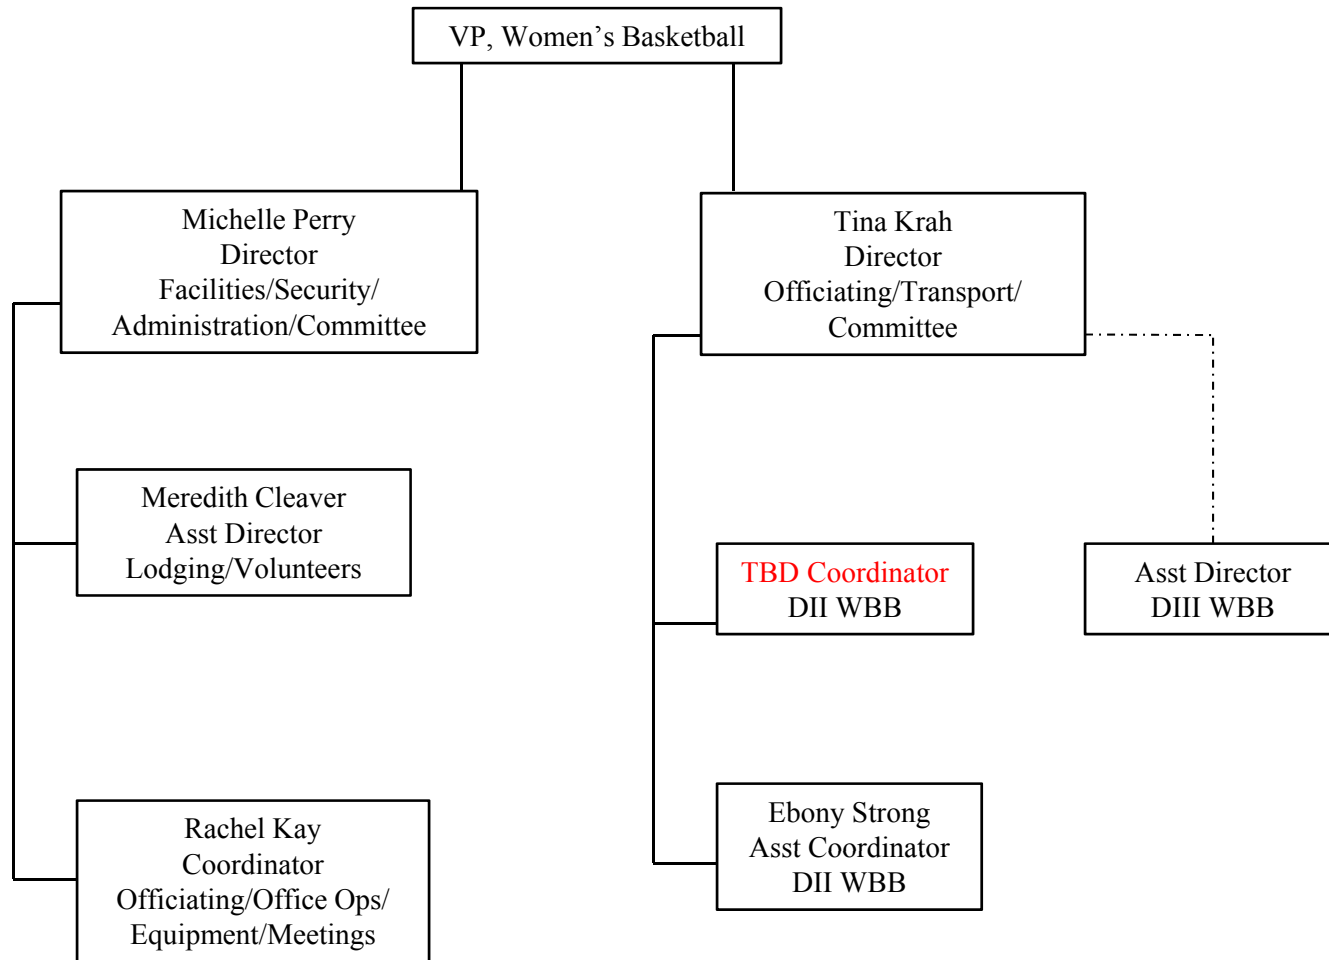 VP, Women’s Basketball
Michelle Perry
Director
Facilities/Security/
Administration/Committee
Tina Krah
Director
Officiating/Transport/
Committee
Meredith Cleaver
Asst Director
Lodging/Volunteers
TBD Coordinator
DII WBB
Asst Director
DIII WBB
Rachel Kay
Coordinator
Officiating/Office Ops/
Equipment/Meetings
Ebony Strong
Asst Coordinator
DII WBB